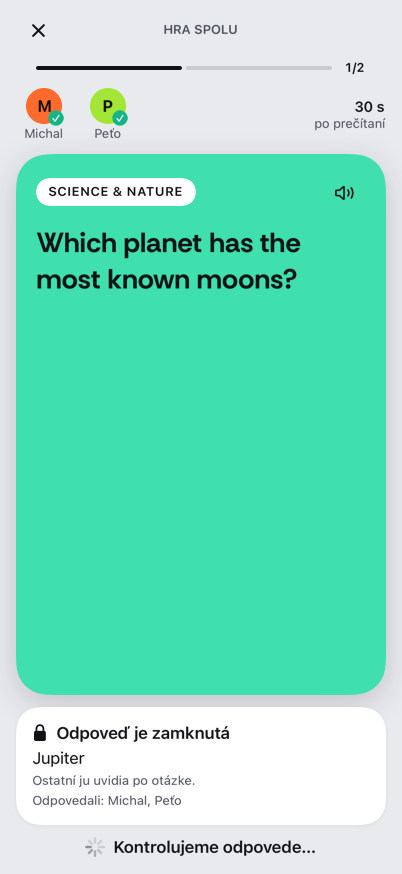 HRA SPOLU
1/2
M
P
Michal
Peťo
30 s
po prečítaní
SCIENCE & NATURE
Which planet has the
most known moons?
Odpoveď je zamknutá
Jupiter
Ostatní ju uvidia po otázke.
Odpovedali: Michal, Peťo
Kontrolujeme odpovede...